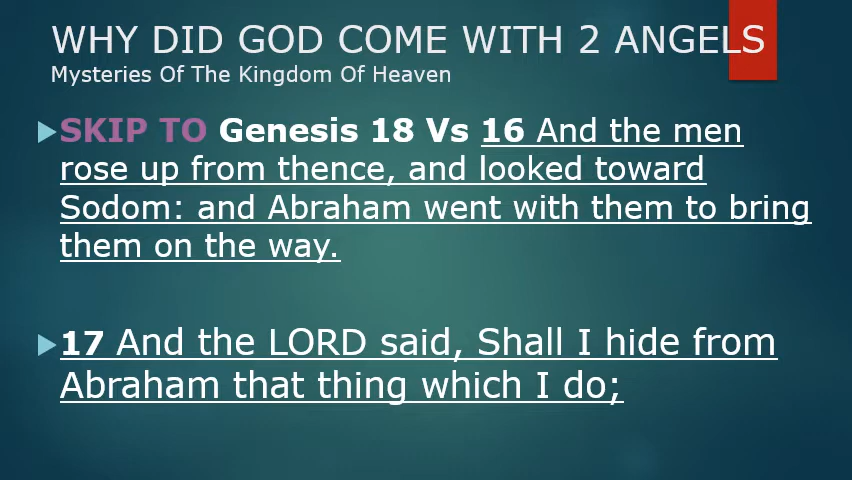 WHY DID GOD COME WITH 2 ANGELS
Mysteries Of The Kingdom Of Heaven
SKIP TO Genesis 18 Vs 16 And the men
rose up from thence, and looked toward
Sodom: and Abraham went with them to bring
them on the way.
17 And the LORD said, Shall I hide from
Abraham that thing which I do;